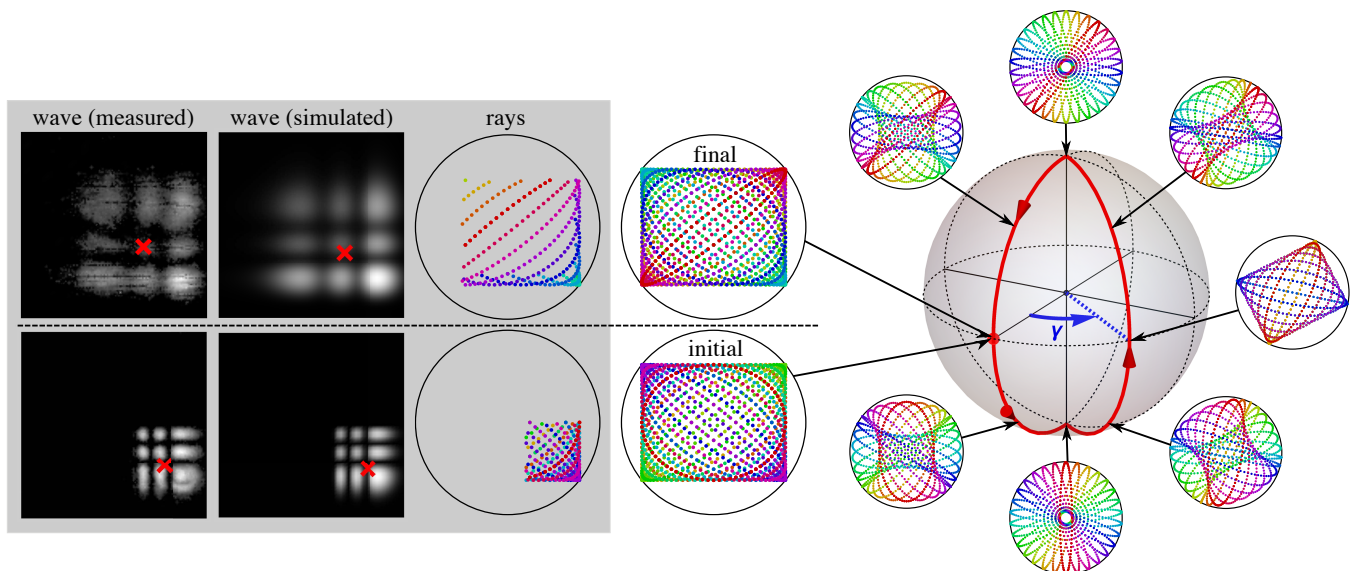 wave (measured)
wave (simulated)
rays
final
initial
γ